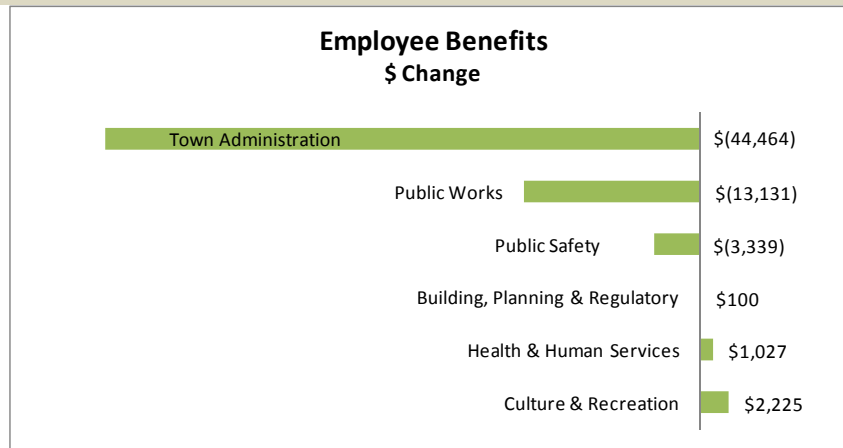 Employee Benefits
$ Change
Town Administration $(44,464)
Public Works $(13,131)
Public Safety $(3,339)
Building, Planning & Regulatory $100
Health & Human Services $1,027
Culture & Recreation $2,225